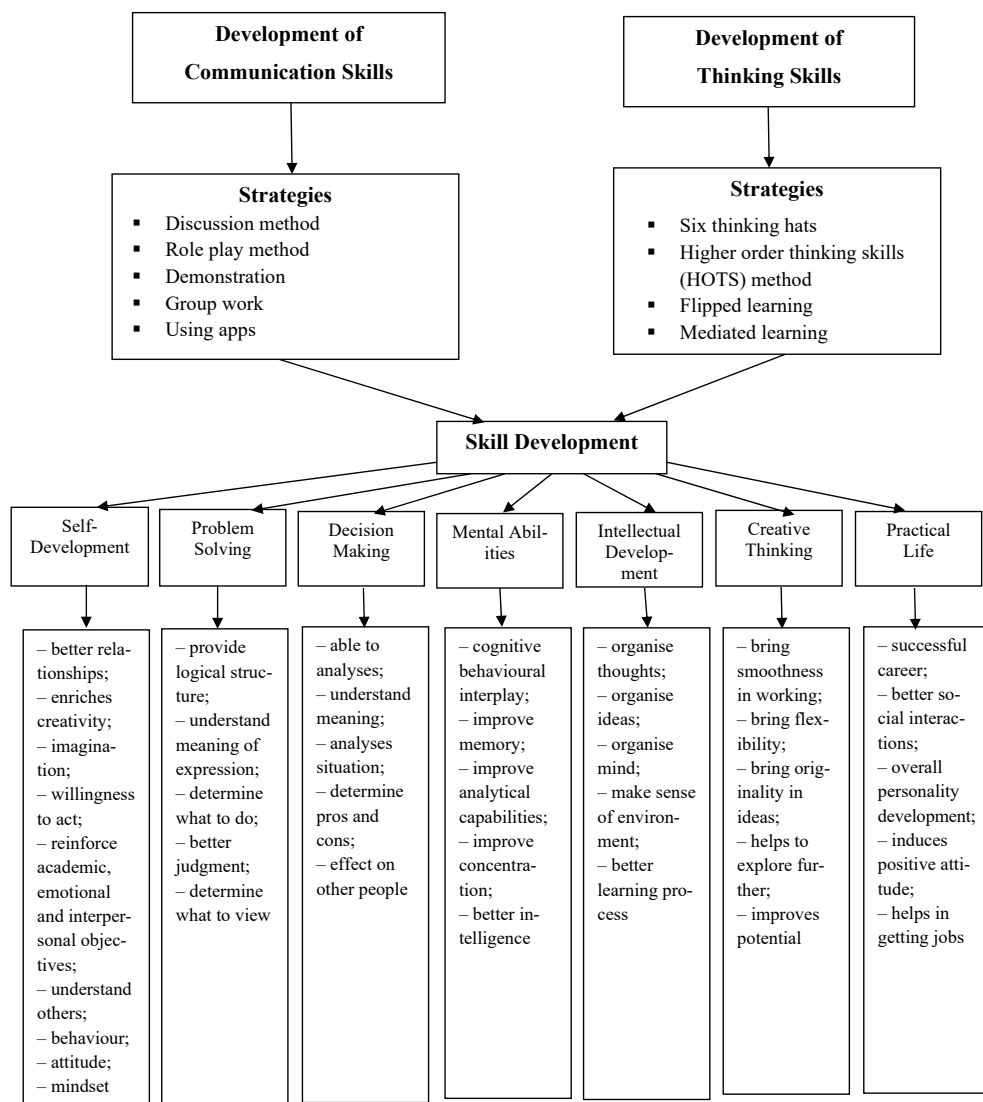 Development of
Communication Skills
Development of
Thinking Skills
Strategies
▪ Discussion method
▪ Role play method
▪ Demonstration
▪ Group work
▪ Using apps
Strategies
▪ Six thinking hats
▪ Higher order thinking skills
(HOTS) method
▪ Flipped learning
▪ Mediated learning
Skill Development
Self-
Development
Problem
Solving
Decision
Making
Mental Abil-
ities
Intellectual
Develop-
ment
Creative
Thinking
Practical
Life
– better rela-
tionships;
– enriches
creativity;
– imagina-
tion;
– willingness
to act;
– reinforce
academic,
emotional
and interper-
sonal objec-
tives;
– understand
others;
– behaviour;
– attitude;
– mindset
– provide
logical struc-
ture;
– understand
meaning of
expression;
– determine
what to do;
– better
judgment;
– determine
what to view
– able to
analyses;
– understand
meaning;
– analyses
situation;
– determine
pros and
cons;
– effect on
other people
– cognitive
behavioural
interplay;
– improve
memory;
– improve
analytical
capabilities;
– improve
concentra-
tion;
– better in-
telligence
– organise
thoughts;
– organise
ideas;
– organise
mind;
– make sense
of environ-
ment;
– better
learning pro-
cess
– bring
smoothness
in working;
– bring flex-
ibility;
– bring orig-
inality in
ideas;
– helps to
explore fur-
ther;
– improves
potential
– successful
career;
– better so-
cial interac-
tions;
– overall
personality
development;
– induces
positive atti-
tude;
– helps in
getting jobs